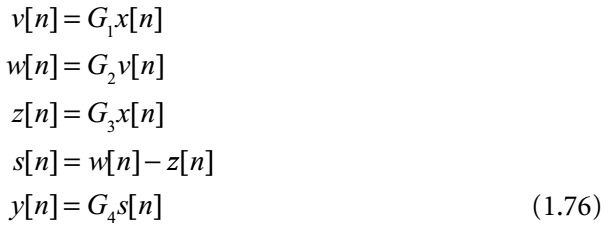 v[n] = G₁x[n]
w[n] = G₂v[n]
z[n] = G₃x[n]
s[n] = w[n] − z[n]
y[n] = G₄s[n] (1.76)